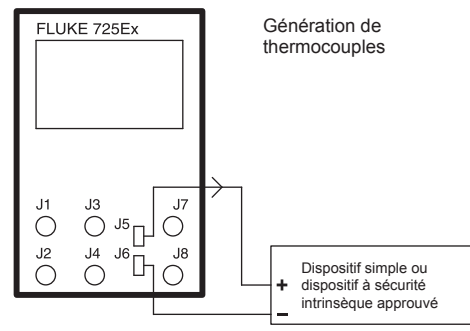 FLUKE 725Ex
Génération de
thermocouples
J1
J3
J5
J7
J2
J4
J6
J8
+
Dispositif simple ou
dispositif à sécurité
intrinsèque approuvé
–